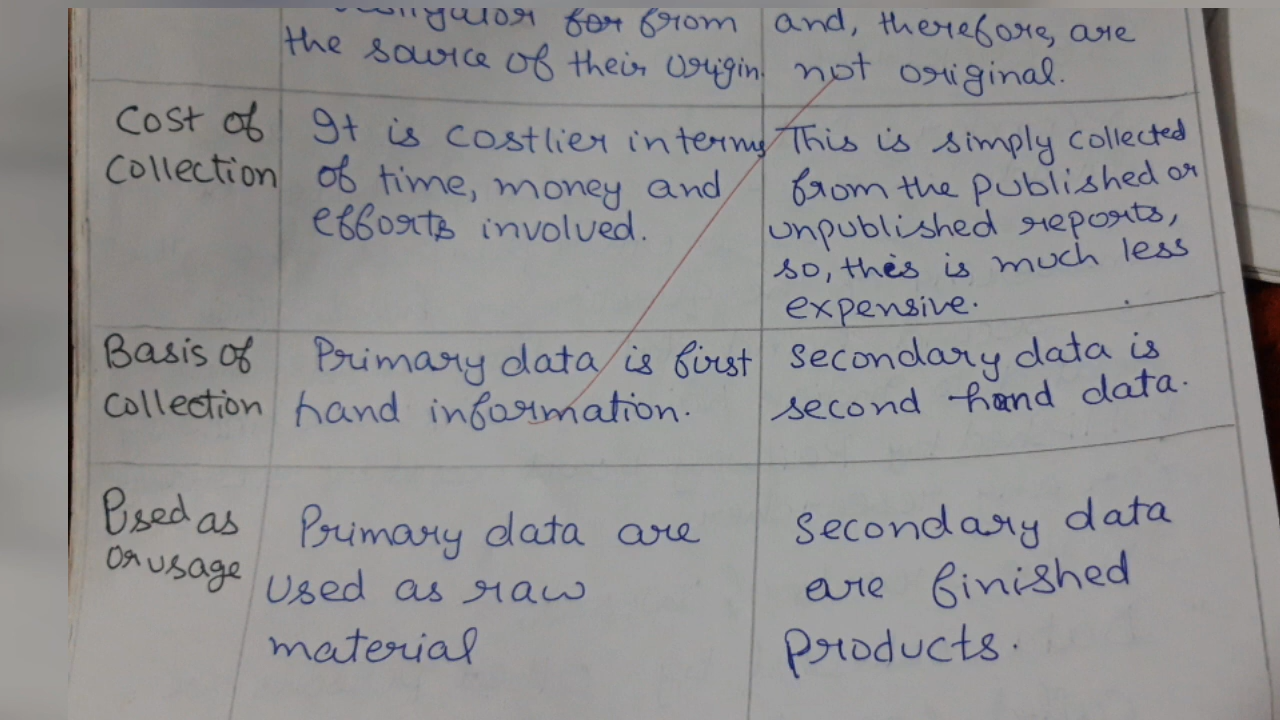 for from
the source of their origin.
and, therefore, are
not original.
Cost of
collection
It is costlier in terms
of time, money and
efforts involved.
This is simply collected
from the published or
unpublished reports,
so, this is much less
expensive.
Basis of
collection
Primary data is first
hand information.
Secondary data is
second hand data.
Used as
or usage
Primary data are
used as raw
material
Secondary data
are finished
products.